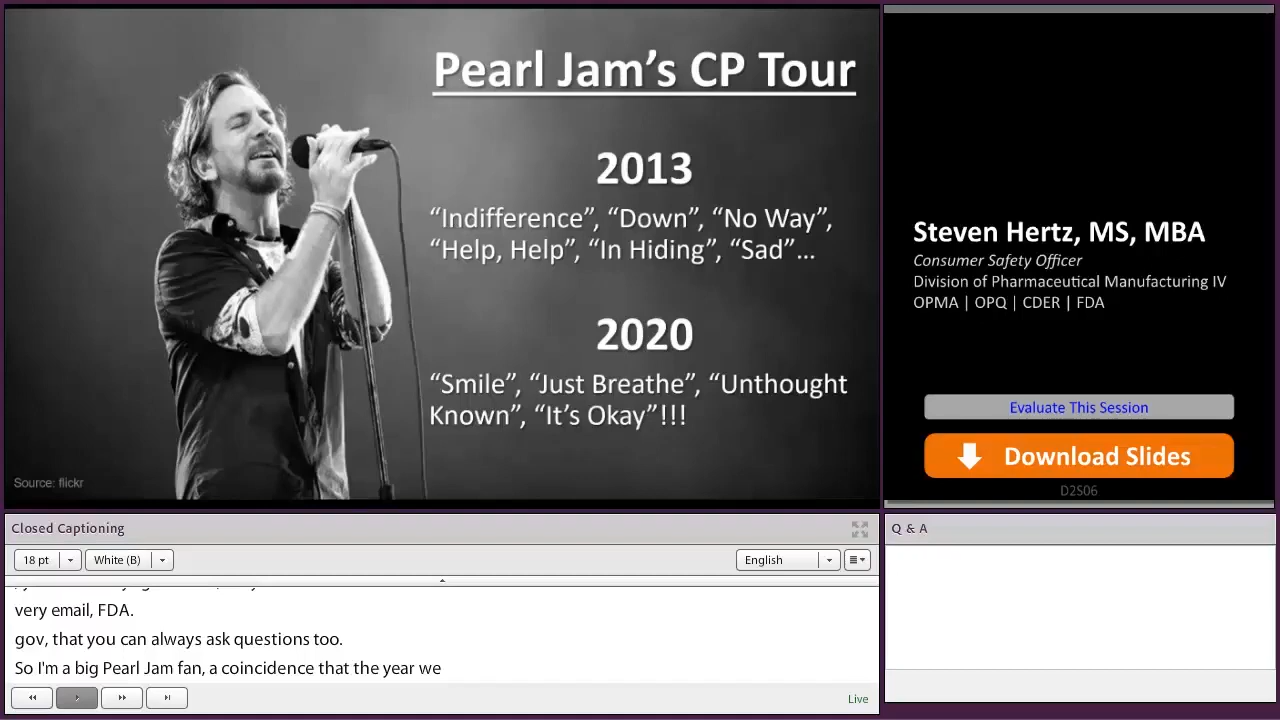 Pearl Jam's CP Tour
2013
“Indifference”, “Down”, “No Way”,
“Help, Help”, “In Hiding”, “Sad”…
2020
“Smile”, “Just Breathe”, “Unthought
Known”, “It's Okay”!!!
Source: flickr
Steven Hertz, MS, MBA
Consumer Safety Officer
Division of Pharmaceutical Manufacturing IV
OPMA | OPQ | CDER | FDA
Evaluate This Session
Download Slides
D2S06
Closed Captioning
18 pt
White (B)
English
very email, FDA.
gov, that you can always ask questions too.
So I'm a big Pearl Jam fan, a coincidence that the year we
Live
Q & A